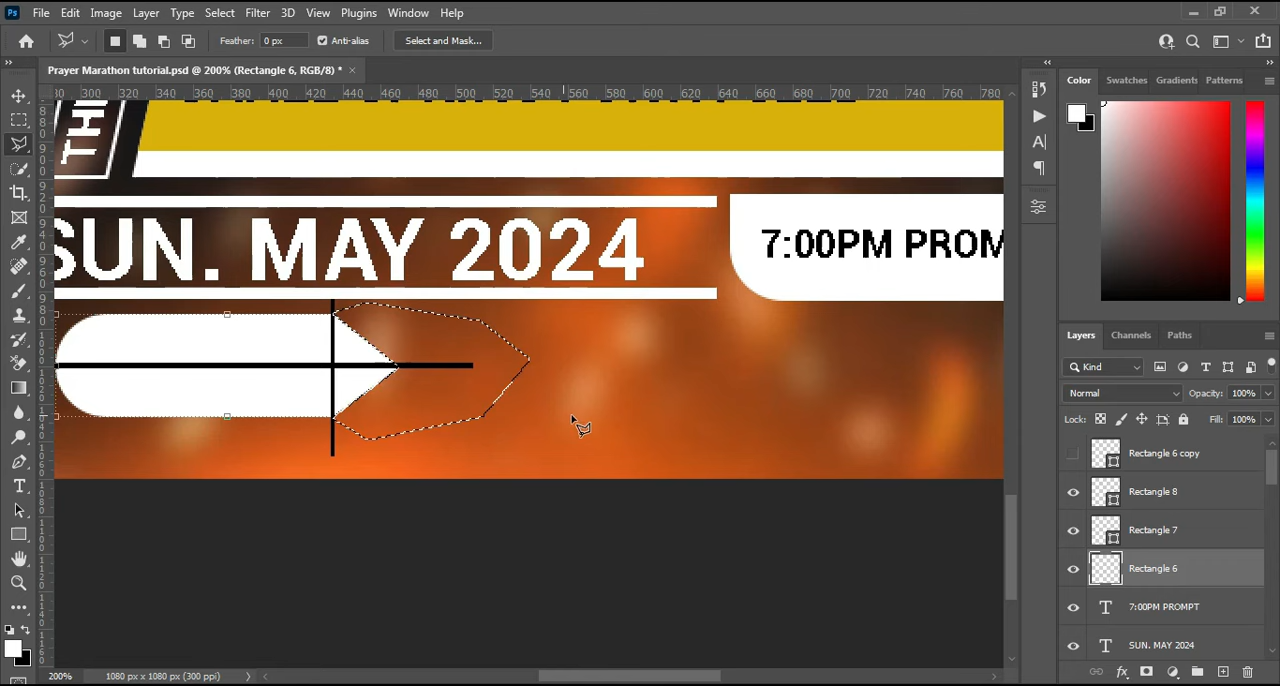 Ps File Edit Image Layer Type Select Filter 3D View Plugins Window Help
Feather: 0 px Anti-alias Select and Mask...
Prayer Marathon tutorial.psd @ 200% (Rectangle 6, RGB/8) *
320 340 360 380 400 420 440 460 480 500 520 540 560 580 600 620 640 660 680 700 720 740 760 780
TH
SUN. MAY 2024
7:00PM PROM
Color Swatches Gradients Patterns
Layers Channels Paths
Kind
Normal Opacity: 100%
Lock: Fill: 100%
Rectangle 6 copy
Rectangle 8
Rectangle 7
Rectangle 6
T 7:00PM PROMPT
T SUN. MAY 2024
200% 1080 px x 1080 px (300 ppi)